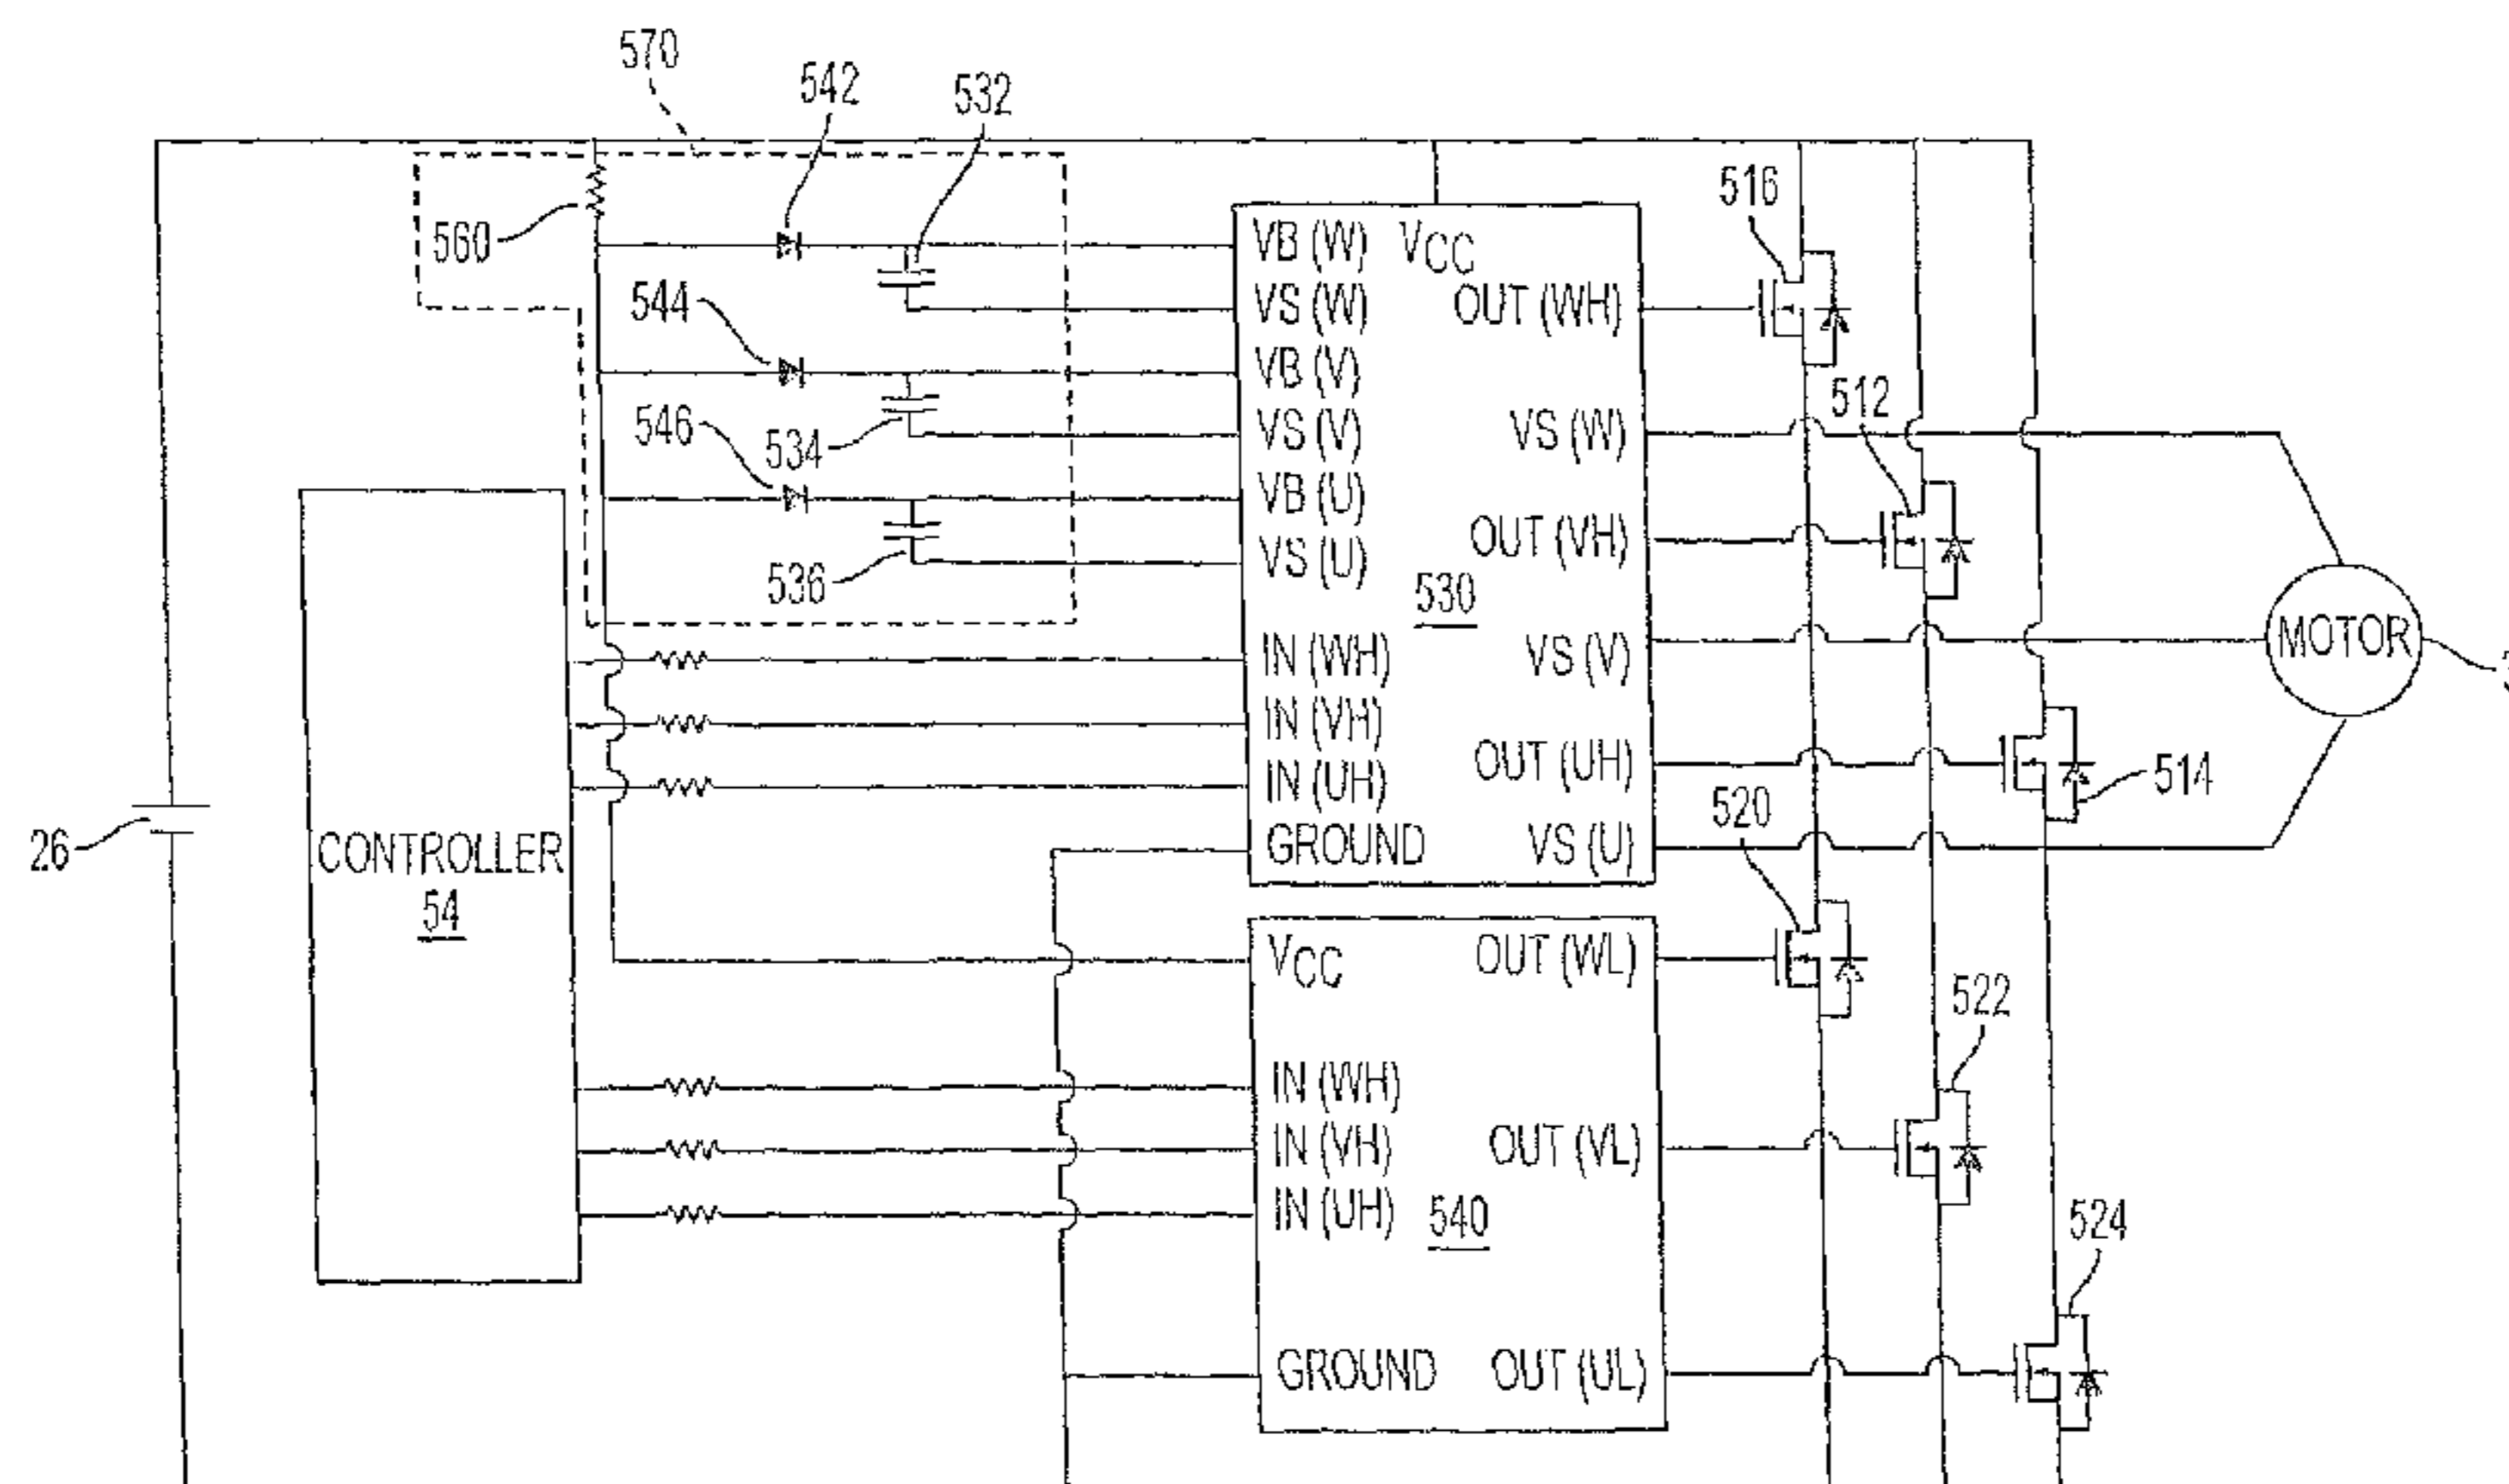 570
542
532
516
560
VB (W)
VCC
544
VS (W)
OUT (WH)
VB (V)
512
546
534
VS (V)
VS (W)
VB (U)
OUT (VH)
536
VS (U)
530
MOTOR
IN (WH)
VS (V)
IN (VH)
OUT (UH)
514
IN (UH)
520
26
CONTROLLER
54
GROUND
VS (U)
VCC
OUT (WL)
522
IN (WH)
IN (VH)
OUT (VL)
IN (UH)
540
524
GROUND
OUT (UL)